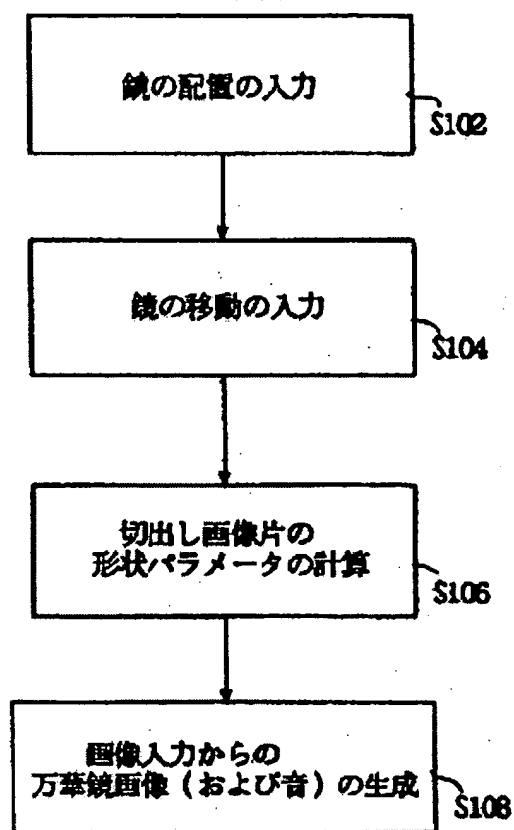 鏡の配置の入力
S102
鏡の移動の入力
S104
切出し画像片の
形状パラメータの計算
S106
画像入力からの
万華鏡画像(および音)の生成
S108